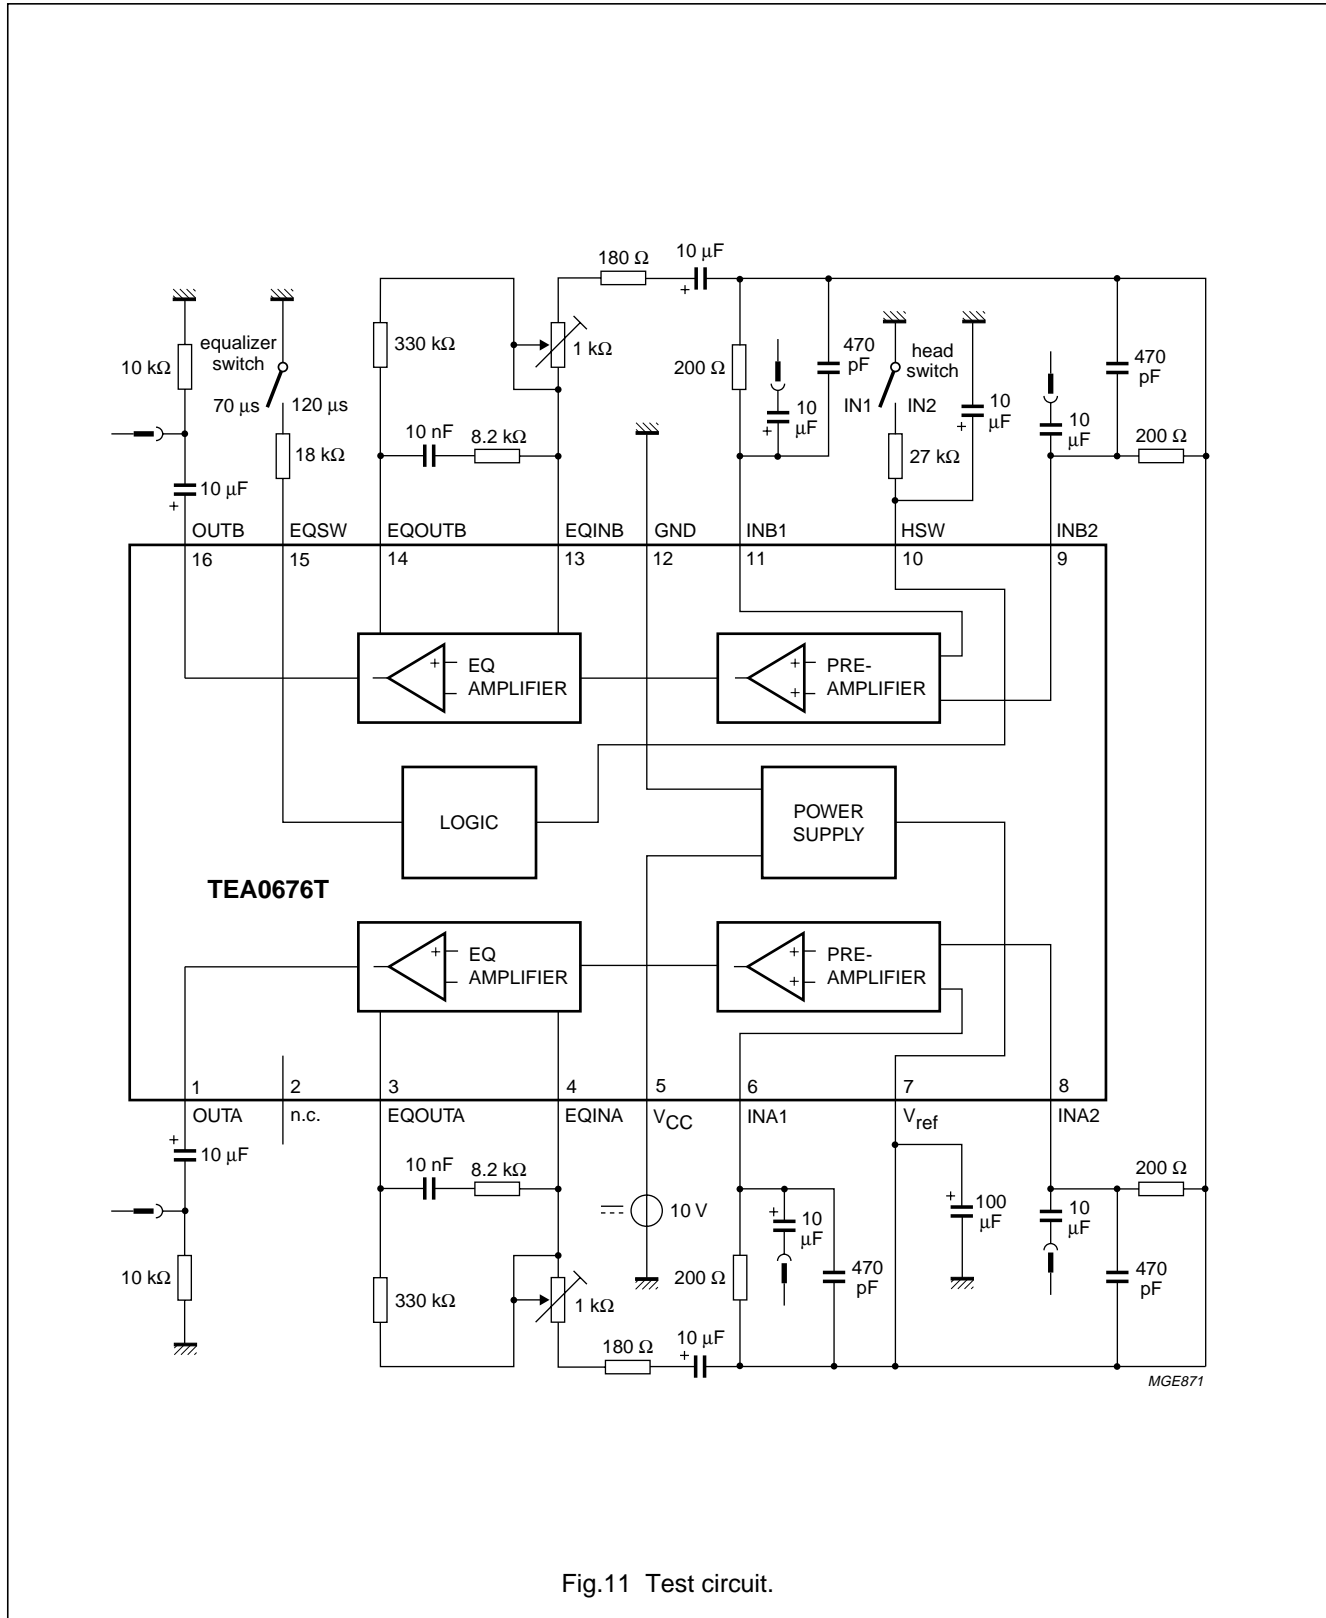 180 Ω
10 µF
330 kΩ
1 kΩ
10 kΩ
equalizer
switch
70 µs
120 µs
18 kΩ
10 µF
10 nF
8.2 kΩ
200 Ω
10
µF
470
pF
head
switch
IN1
IN2
27 kΩ
10
µF
470
pF
10
µF
200 Ω
+
+
+
+
OUTB
EQSW
EQOUTB
EQINB
GND
INB1
HSW
INB2
16
15
14
13
12
11
10
9
+
EQ
AMPLIFIER
+
+
PRE-
AMPLIFIER
LOGIC
POWER
SUPPLY
TEA0676T
+
EQ
AMPLIFIER
+
+
PRE-
AMPLIFIER
1
2
3
4
5
6
7
8
OUTA
n.c.
EQOUTA
EQINA
VCC
INA1
Vref
INA2
+
10 µF
10 nF
8.2 kΩ
10 V
+
10
µF
+
100
µF
10
µF
200 Ω
10 kΩ
330 kΩ
1 kΩ
200 Ω
470
pF
470
pF
180 Ω
10 µF
+
MGE871
Fig.11 Test circuit.